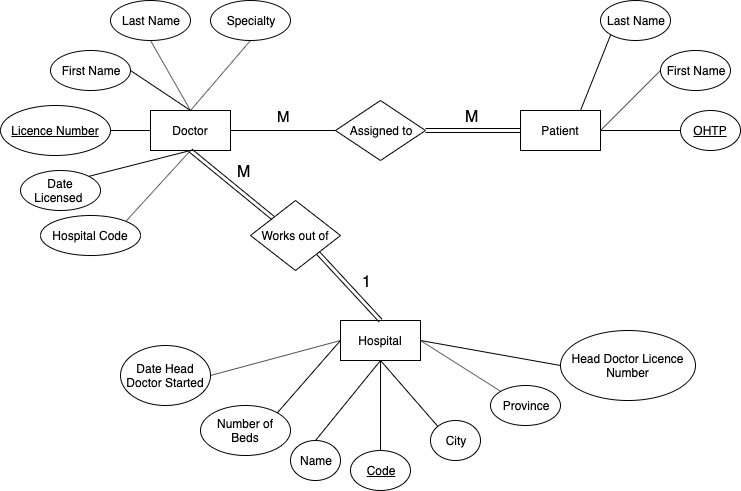 Last Name
Specialty
Last Name
First Name
First Name
Licence Number
Doctor
M
Assigned to
M
Patient
OHTP
Date
Licensed
M
Hospital Code
Works out of
1
Hospital
Date Head
Doctor Started
Head Doctor Licence
Number
Province
Number of
Beds
City
Name
Code